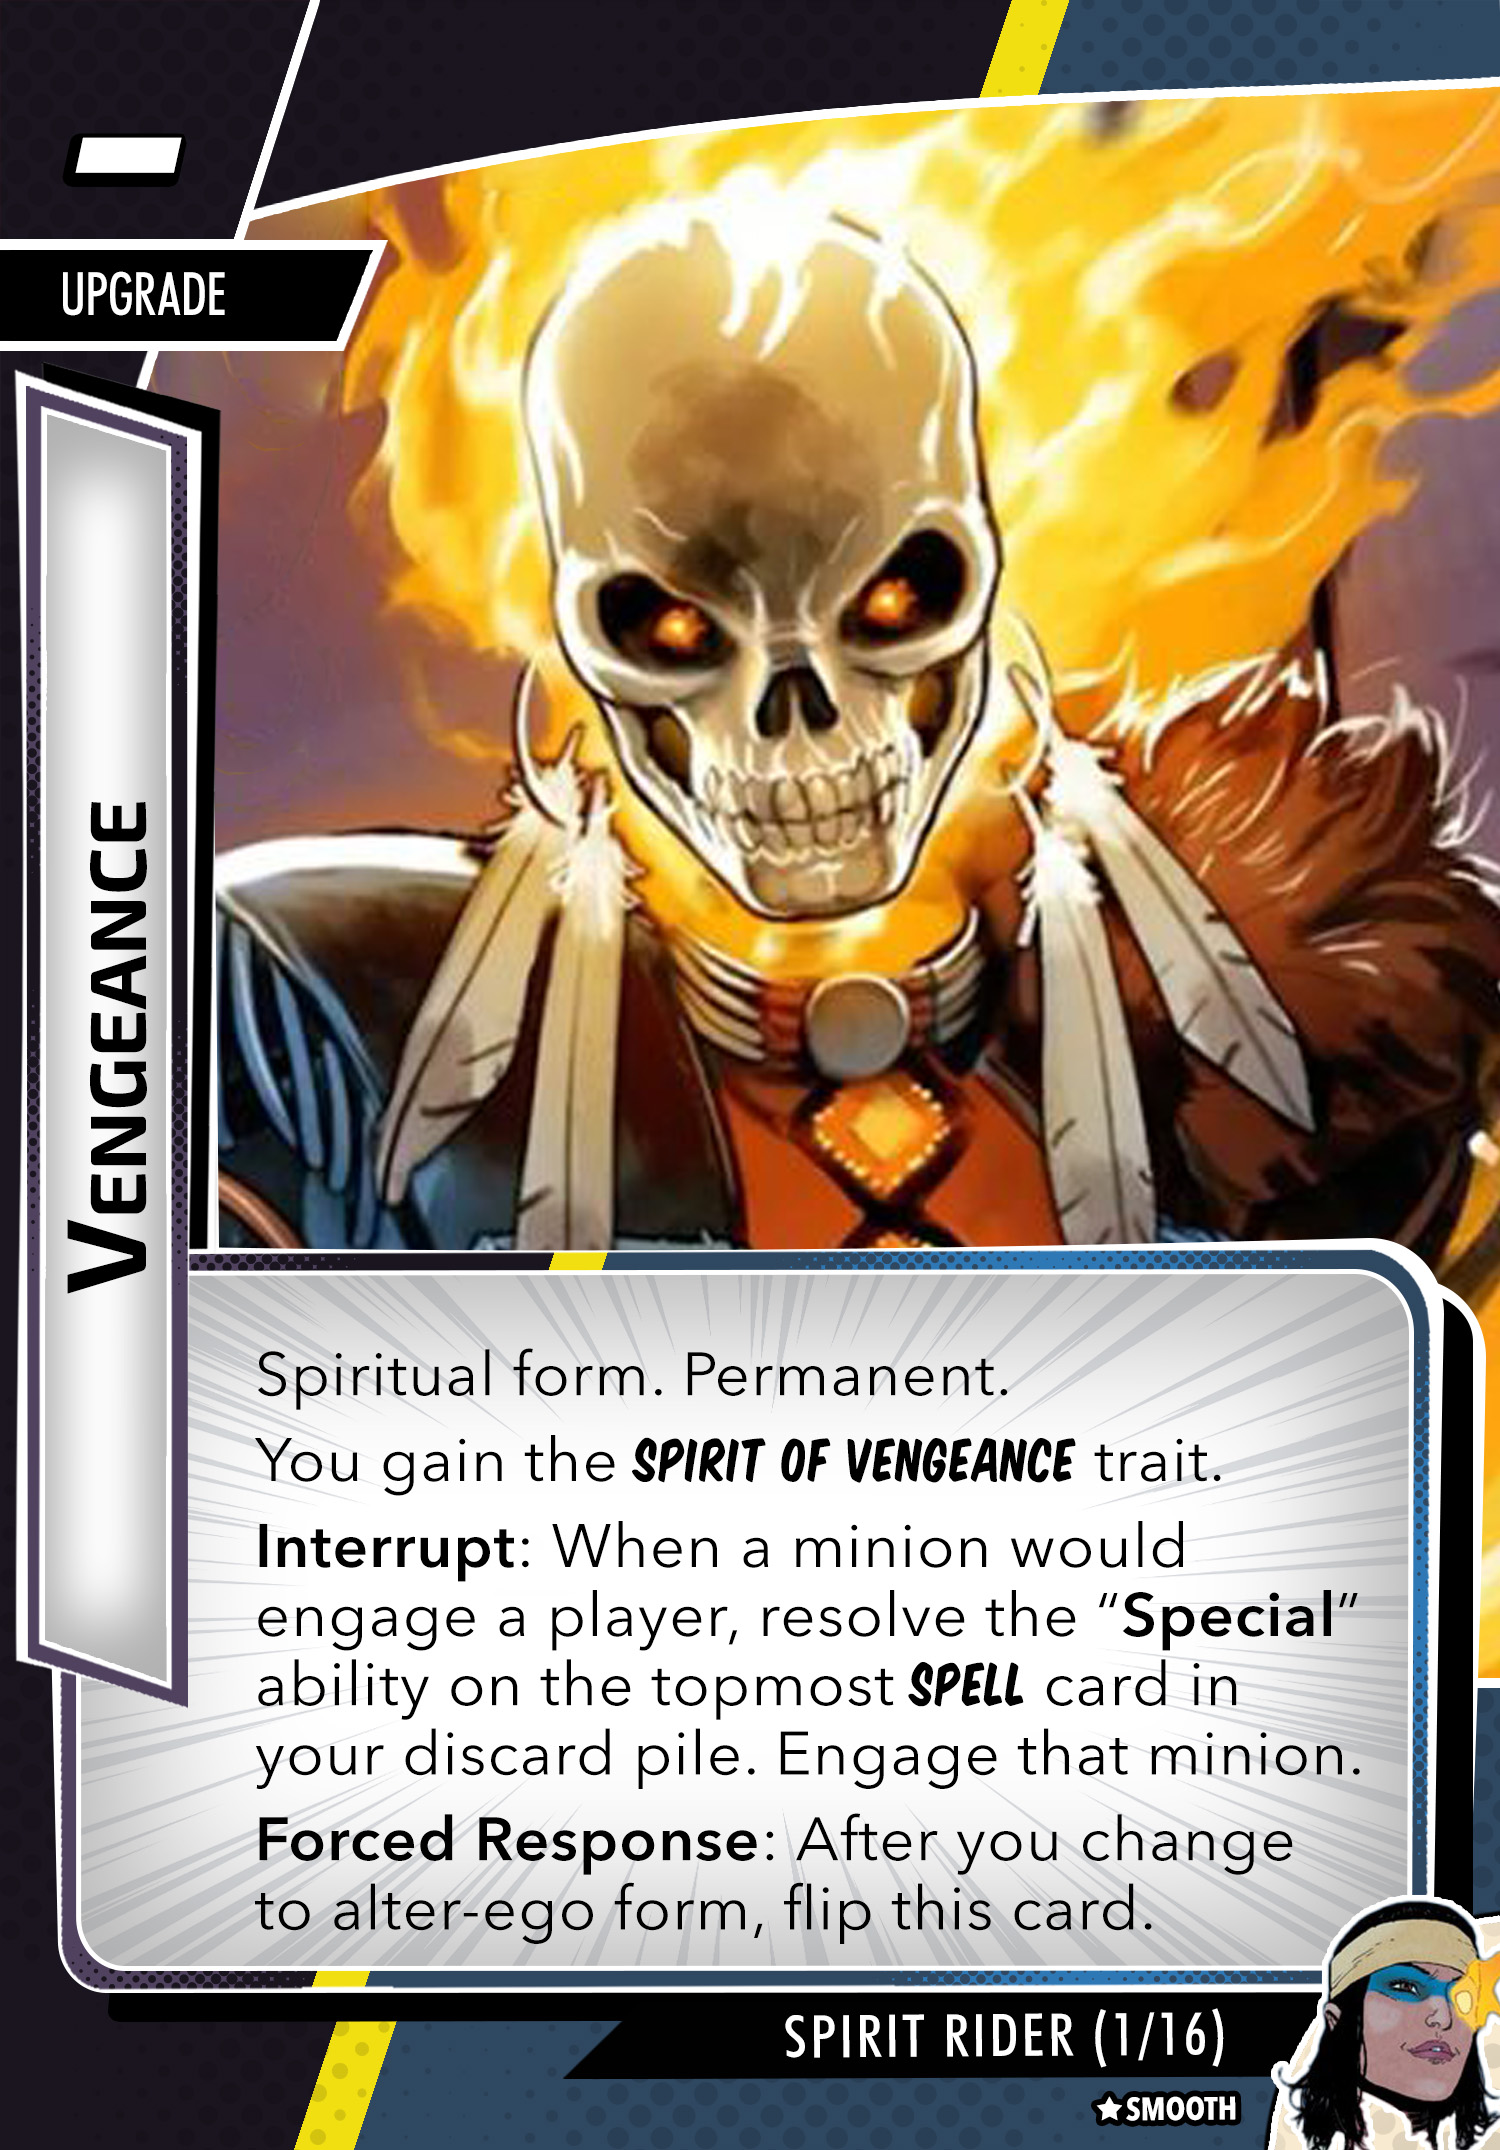 —
UPGRADE
VENGEANCE
Spiritual form. Permanent.
You gain the SPIRIT OF VENGEANCE trait.
Interrupt: When a minion would
engage a player, resolve the “Special”
ability on the topmost SPELL card in
your discard pile. Engage that minion.
Forced Response: After you change
to alter-ego form, flip this card.
SPIRIT RIDER (1/16)
★SMOOTH